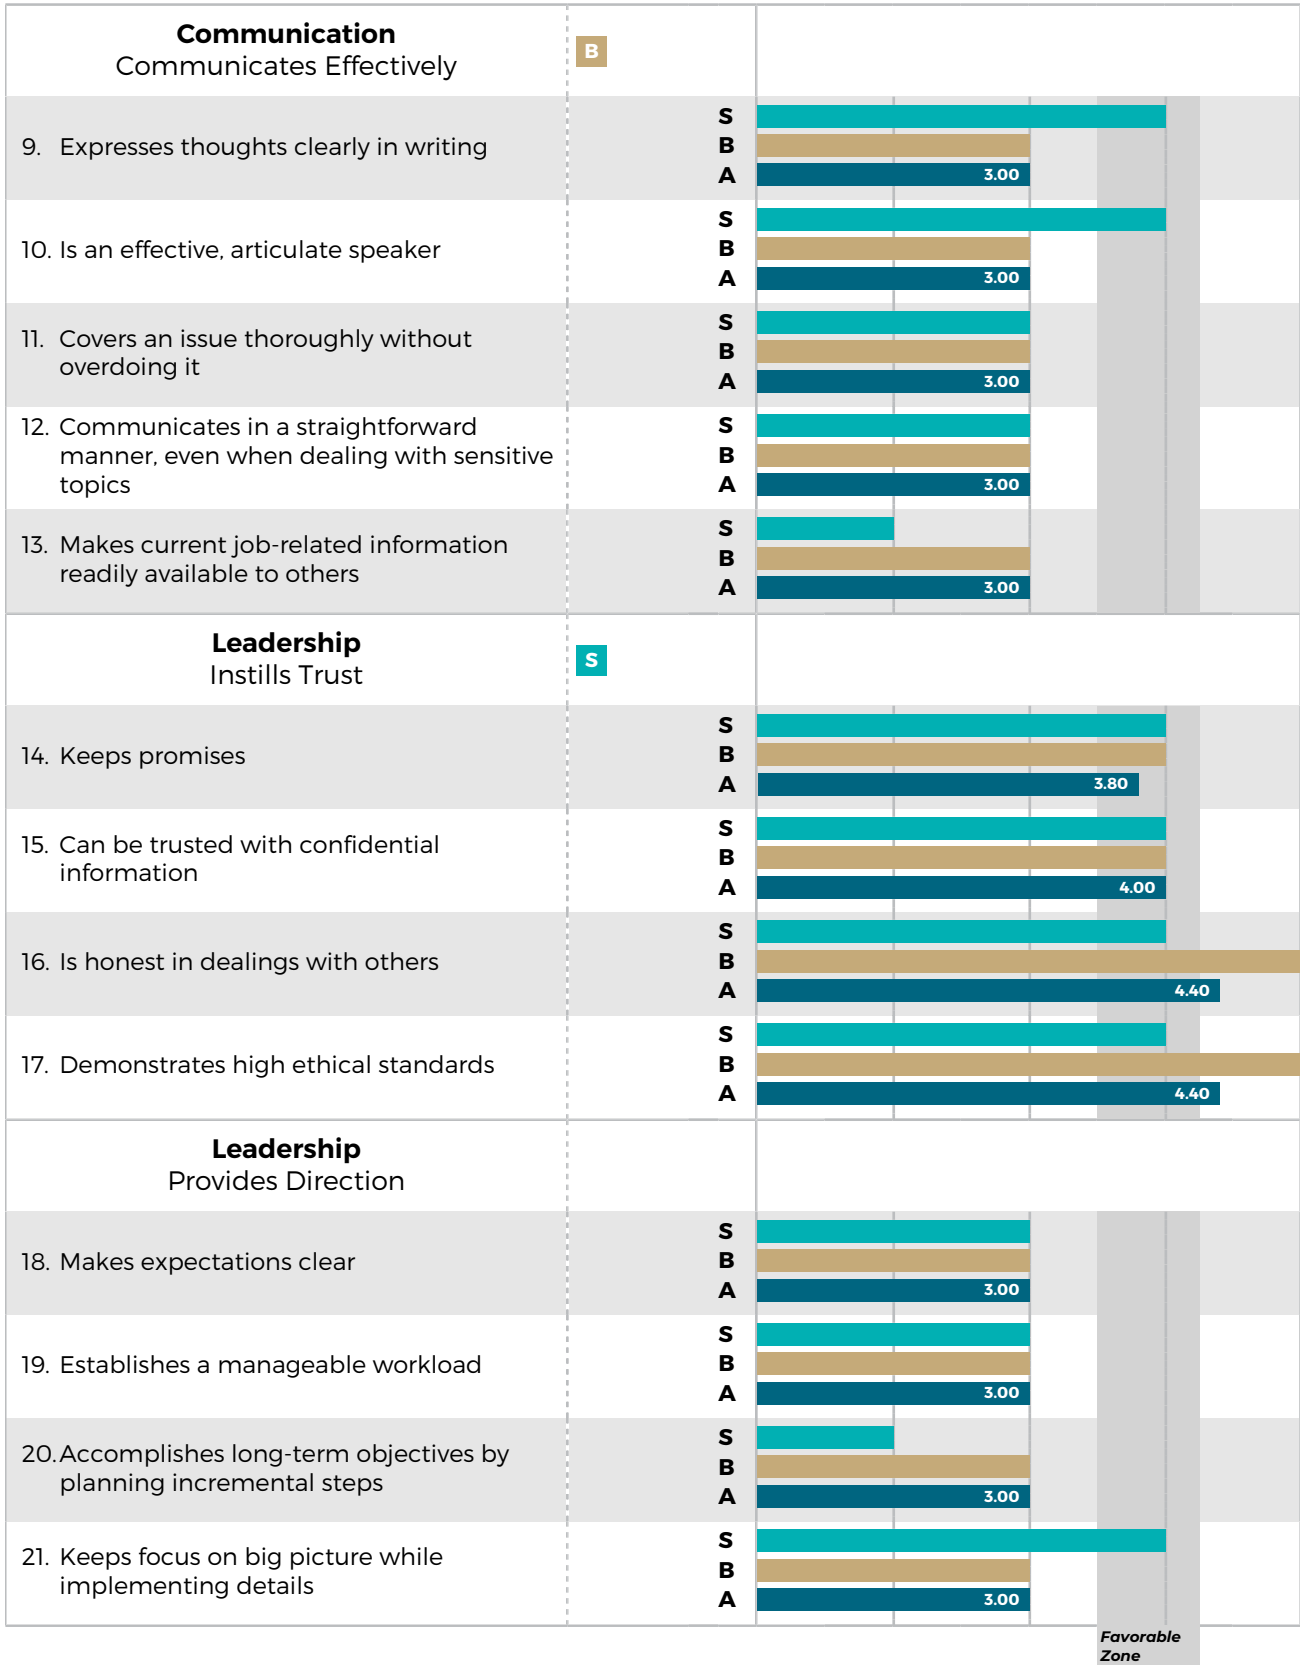 Communication
Communicates Effectively
B
9. Expresses thoughts clearly in writing
S
B
A 3.00
10. Is an effective, articulate speaker
S
B
A 3.00
11. Covers an issue thoroughly without
overdoing it
S
B
A 3.00
12. Communicates in a straightforward
manner, even when dealing with sensitive
topics
S
B
A 3.00
13. Makes current job-related information
readily available to others
S
B
A 3.00
Leadership
Instills Trust
S
14. Keeps promises
S
B
A 3.80
15. Can be trusted with confidential
information
S
B
A 4.00
16. Is honest in dealings with others
S
B
A 4.40
17. Demonstrates high ethical standards
S
B
A 4.40
Leadership
Provides Direction
18. Makes expectations clear
S
B
A 3.00
19. Establishes a manageable workload
S
B
A 3.00
20. Accomplishes long-term objectives by
planning incremental steps
S
B
A 3.00
21. Keeps focus on big picture while
implementing details
S
B
A 3.00
Favorable
Zone